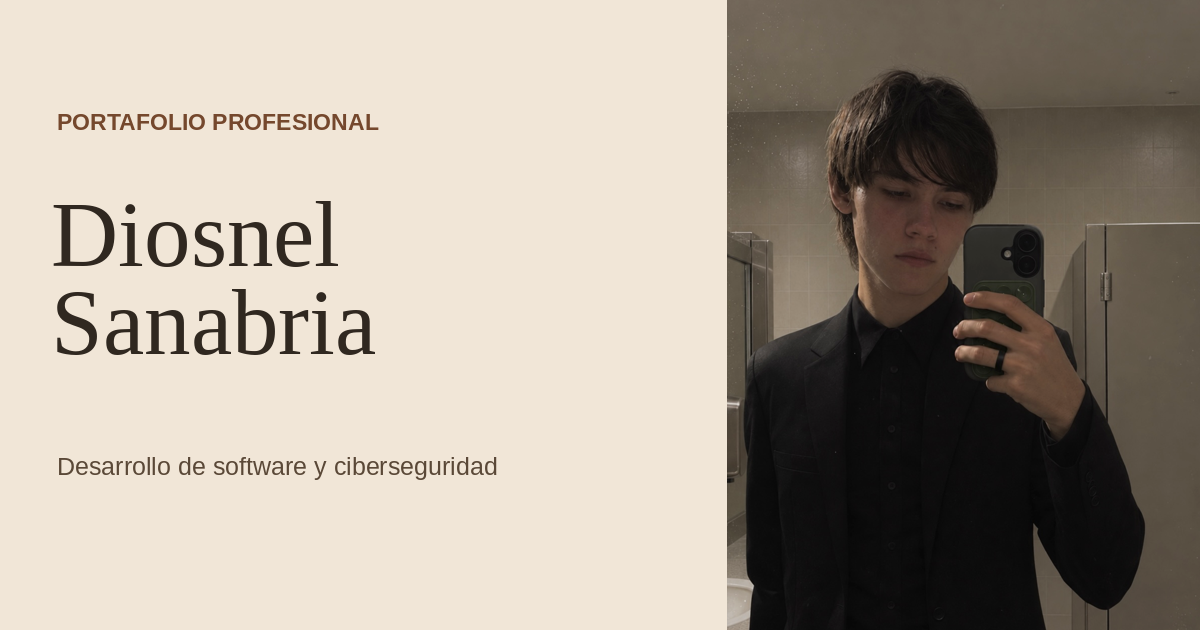 PORTAFOLIO PROFESIONAL
Diosnel
Sanabria
Desarrollo de software y ciberseguridad